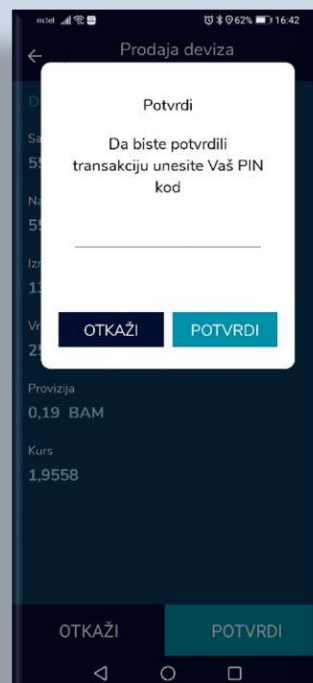 m:tel 62% 16:42
Prodaja deviza
Potvrdi
Da biste potvrdili
transakciju unesite Vaš PIN
kod
OTKAŽI POTVRDI
Provizija
0,19 BAM
Kurs
1,9558
OTKAŽI POTVRDI